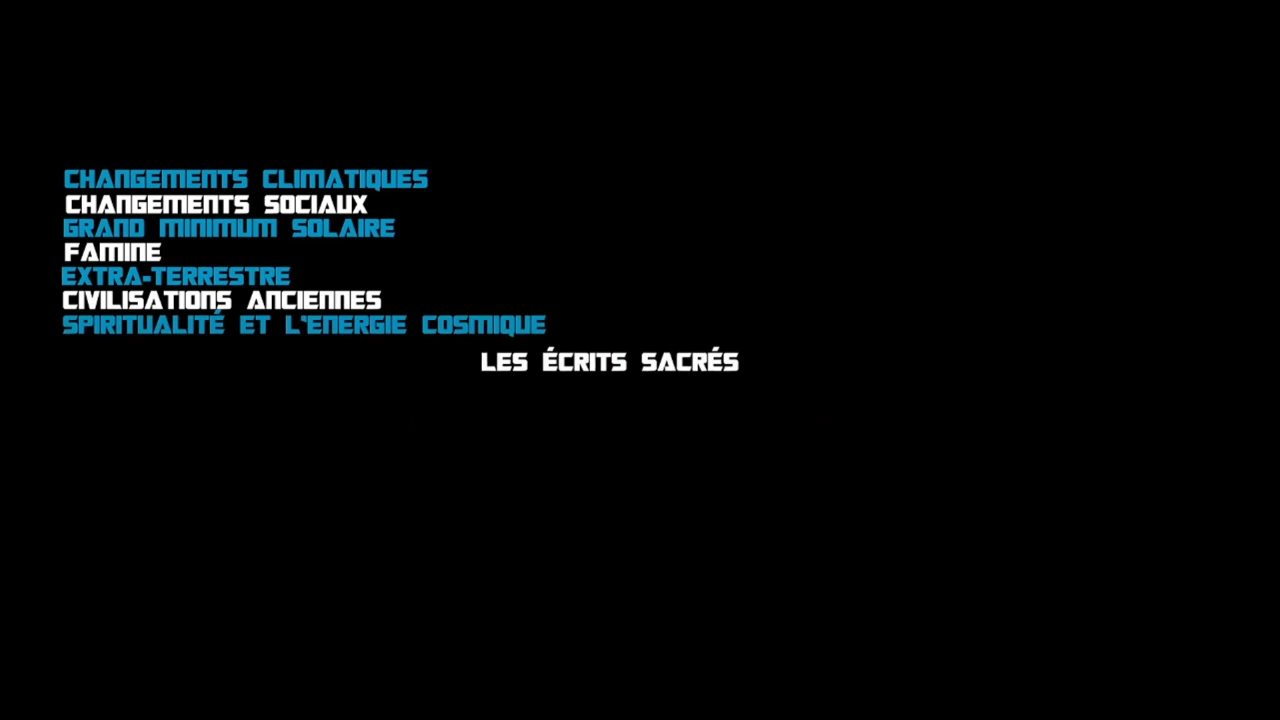 CHANGEMENTS CLIMATIQUES
CHANGEMENTS SOCIAUX
GRAND MINIMUM SOLAIRE
FAMINE
EXTRA-TERRESTRE
CIVILISATIONS ANCIENNES
SPIRITUALITÉ ET L'ENERGIE COSMIQUE
LES ÉCRITS SACRÉS